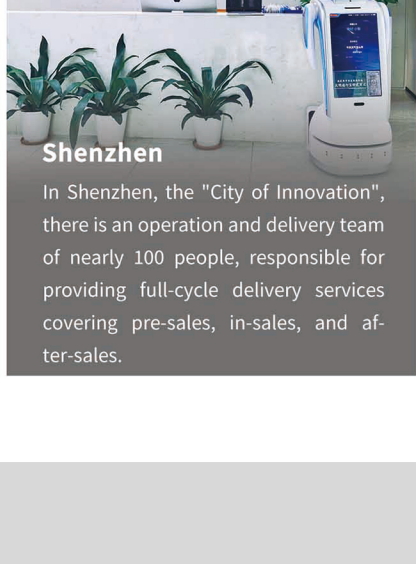 Shenzhen
In Shenzhen, the "City of Innovation",
there is an operation and delivery team
of nearly 100 people, responsible for
providing full-cycle delivery services
covering pre-sales, in-sales, and af-
ter-sales.